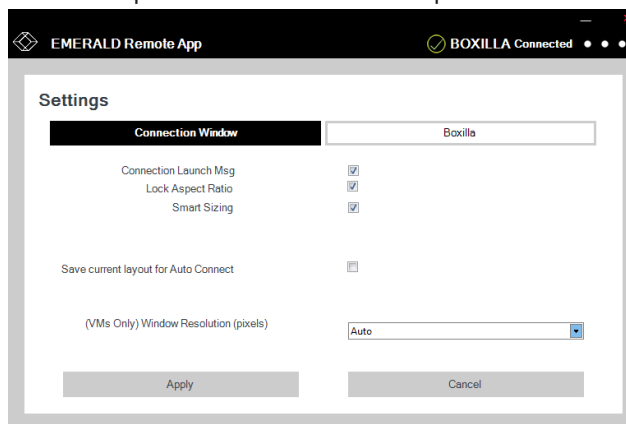 EMERALD Remote App
BOXILLA Connected
Settings
Connection Window
Boxilla
Connection Launch Msg
Lock Aspect Ratio
Smart Sizing
Save current layout for Auto Connect
(VMs Only) Window Resolution (pixels)
Auto
Apply
Cancel